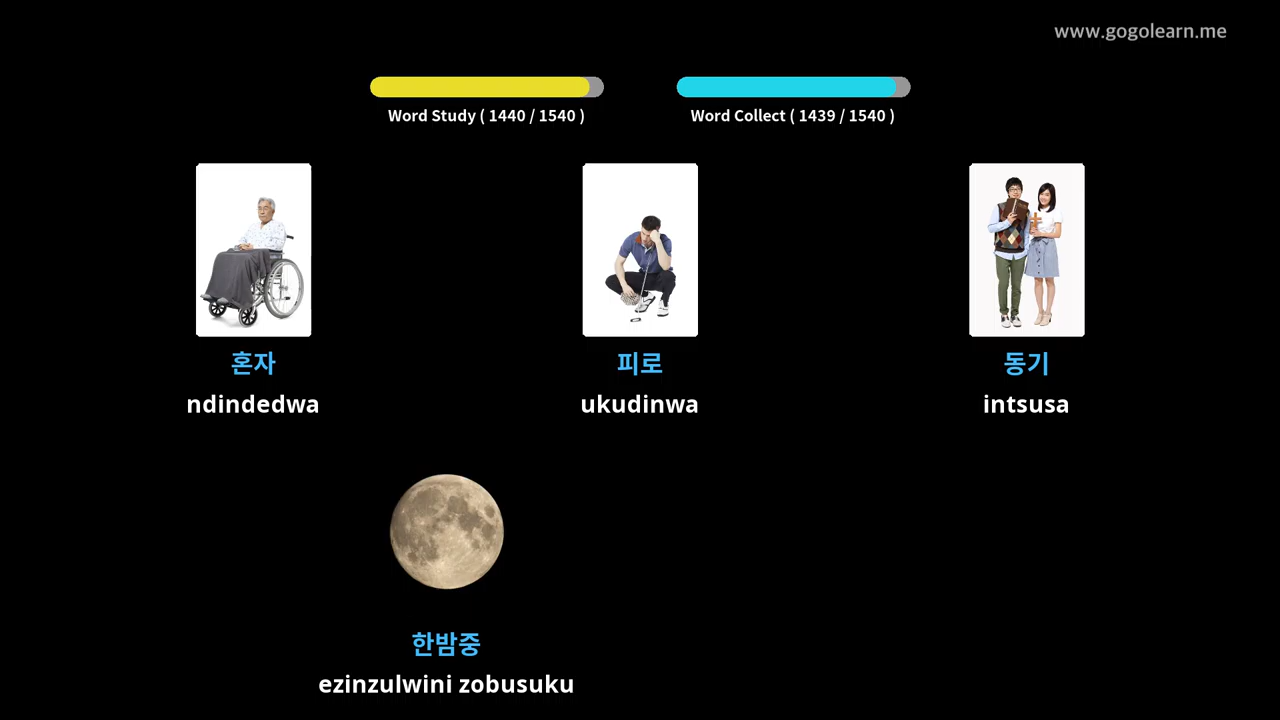 www.gogolearn.me
Word Study ( 1440 / 1540 )
Word Collect ( 1439 / 1540 )
혼자
피로
동기
ndindedwa
ukudinwa
intsusa
한밤중
ezinzulwini zobusuku